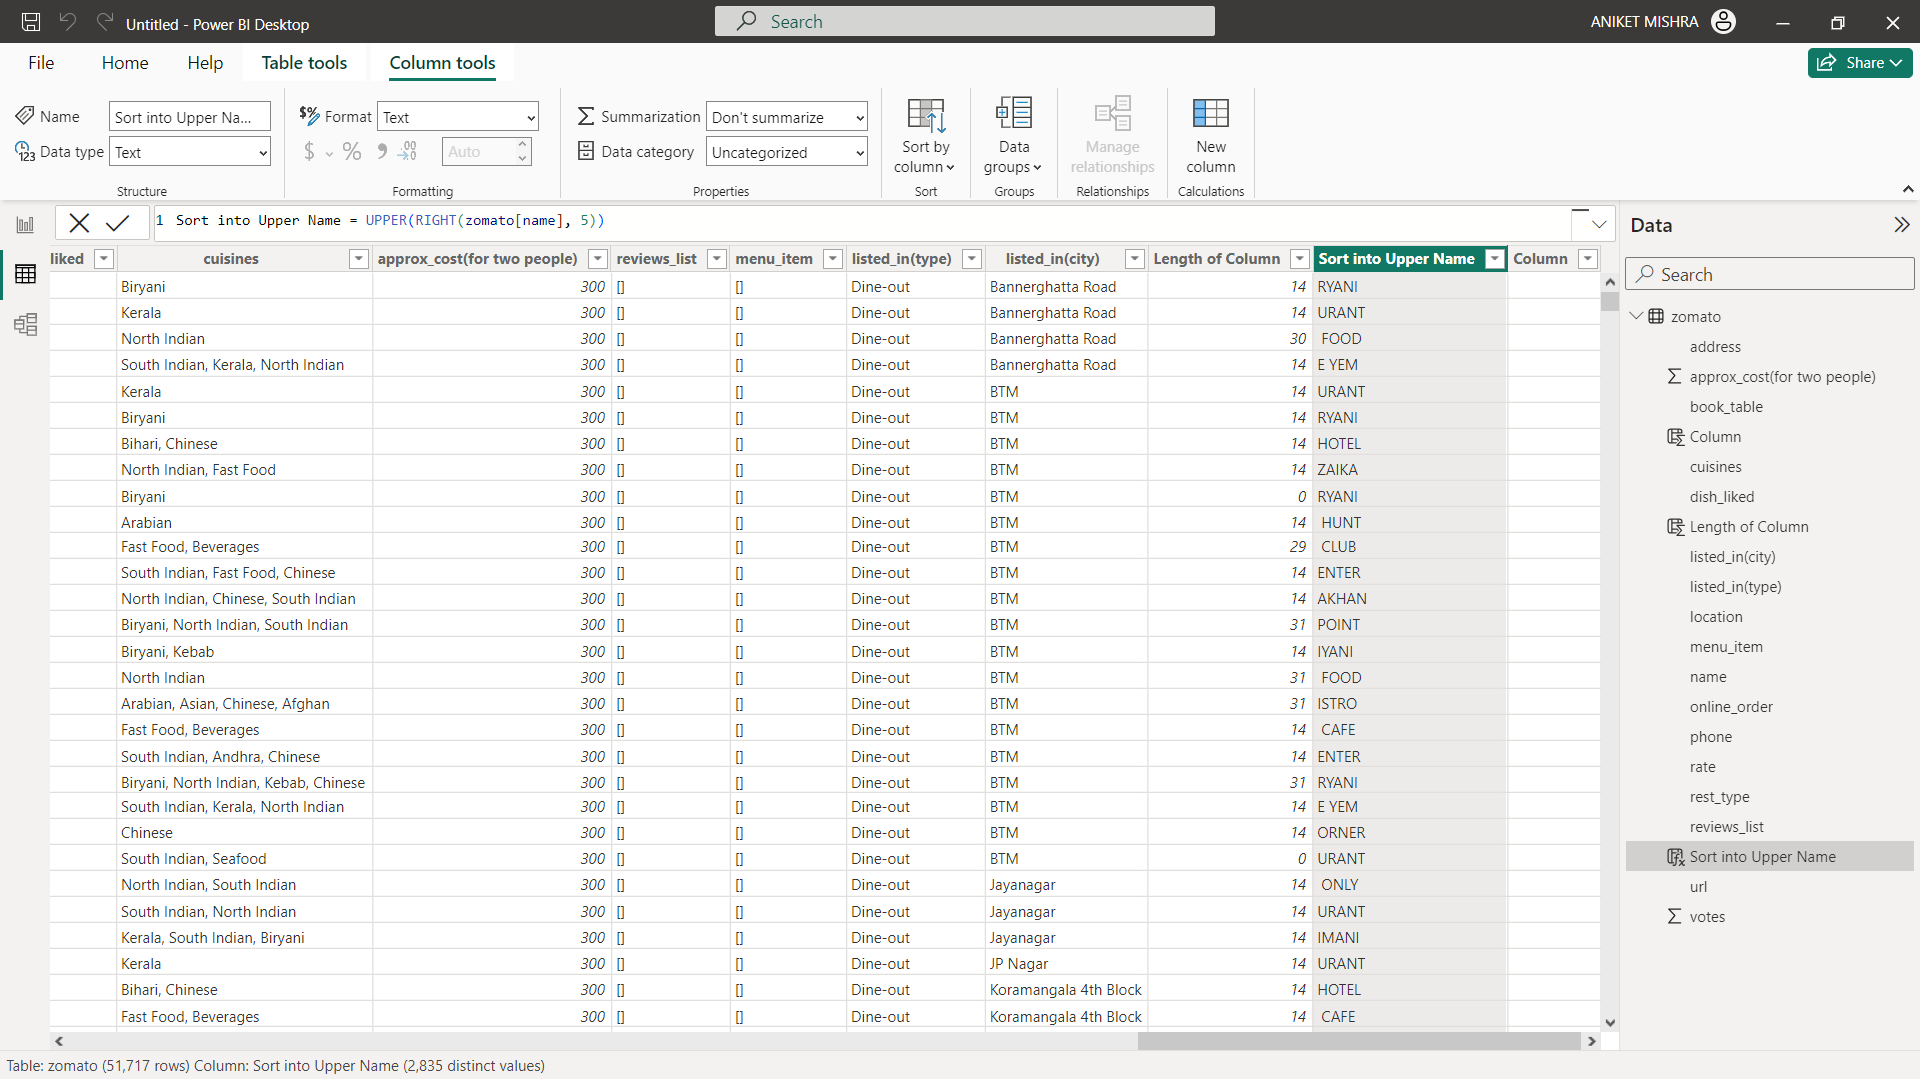 Untitled - Power BI Desktop
Search
ANIKET MISHRA
File Home Help Table tools Column tools
Share
Name Sort into Upper Na...
Data type Text
Structure
Format Text
$ % 9 .00 Auto
Formatting
Summarization Don't summarize
Data category Uncategorized
Properties
Sort by column
Sort
Data groups
Groups
Manage relationships
Relationships
New column
Calculations
1 Sort into Upper Name = UPPER(RIGHT(zomato[name], 5))
liked cuisines approx_cost(for two people) reviews_list menu_item listed_in(type) listed_in(city) Length of Column Sort into Upper Name Column
Biryani 300 [] [] Dine-out Bannerghatta Road 14 RYANI
Kerala 300 [] [] Dine-out Bannerghatta Road 14 URANT
North Indian 300 [] [] Dine-out Bannerghatta Road 30 FOOD
South Indian, Kerala, North Indian 300 [] [] Dine-out Bannerghatta Road 14 E YEM
Kerala 300 [] [] Dine-out BTM 14 URANT
Biryani 300 [] [] Dine-out BTM 14 RYANI
Bihari, Chinese 300 [] [] Dine-out BTM 14 HOTEL
North Indian, Fast Food 300 [] [] Dine-out BTM 14 ZAIKA
Biryani 300 [] [] Dine-out BTM 0 RYANI
Arabian 300 [] [] Dine-out BTM 14 HUNT
Fast Food, Beverages 300 [] [] Dine-out BTM 29 CLUB
South Indian, Fast Food, Chinese 300 [] [] Dine-out BTM 14 ENTER
North Indian, Chinese, South Indian 300 [] [] Dine-out BTM 14 AKHAN
Biryani, North Indian, South Indian 300 [] [] Dine-out BTM 31 POINT
Biryani, Kebab 300 [] [] Dine-out BTM 14 IYANI
North Indian 300 [] [] Dine-out BTM 31 FOOD
Arabian, Asian, Chinese, Afghan 300 [] [] Dine-out BTM 31 ISTRO
Fast Food, Beverages 300 [] [] Dine-out BTM 14 CAFE
South Indian, Andhra, Chinese 300 [] [] Dine-out BTM 14 ENTER
Biryani, North Indian, Kebab, Chinese 300 [] [] Dine-out BTM 31 RYANI
South Indian, Kerala, North Indian 300 [] [] Dine-out BTM 14 E YEM
Chinese 300 [] [] Dine-out BTM 14 ORNER
South Indian, Seafood 300 [] [] Dine-out BTM 0 URANT
North Indian, South Indian 300 [] [] Dine-out Jayanagar 14 ONLY
South Indian, North Indian 300 [] [] Dine-out Jayanagar 14 URANT
Kerala, South Indian, Biryani 300 [] [] Dine-out Jayanagar 14 IMANI
Kerala 300 [] [] Dine-out JP Nagar 14 URANT
Bihari, Chinese 300 [] [] Dine-out Koramangala 4th Block 14 HOTEL
Fast Food, Beverages 300 [] [] Dine-out Koramangala 4th Block 14 CAFE
Data
Search
zomato
address
approx_cost(for two people)
book_table
Column
cuisines
dish_liked
Length of Column
listed_in(city)
listed_in(type)
location
menu_item
name
online_order
phone
rate
rest_type
reviews_list
Sort into Upper Name
url
votes
Table: zomato (51,717 rows) Column: Sort into Upper Name (2,835 distinct values)